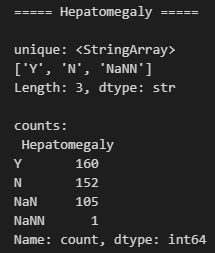 ===== Hepatomegaly =====
unique: <StringArray>
['Y', 'N', 'NaNN']
Length: 3, dtype: str
counts:
Hepatomegaly
Y 160
N 152
NaN 105
NaNN 1
Name: count, dtype: int64